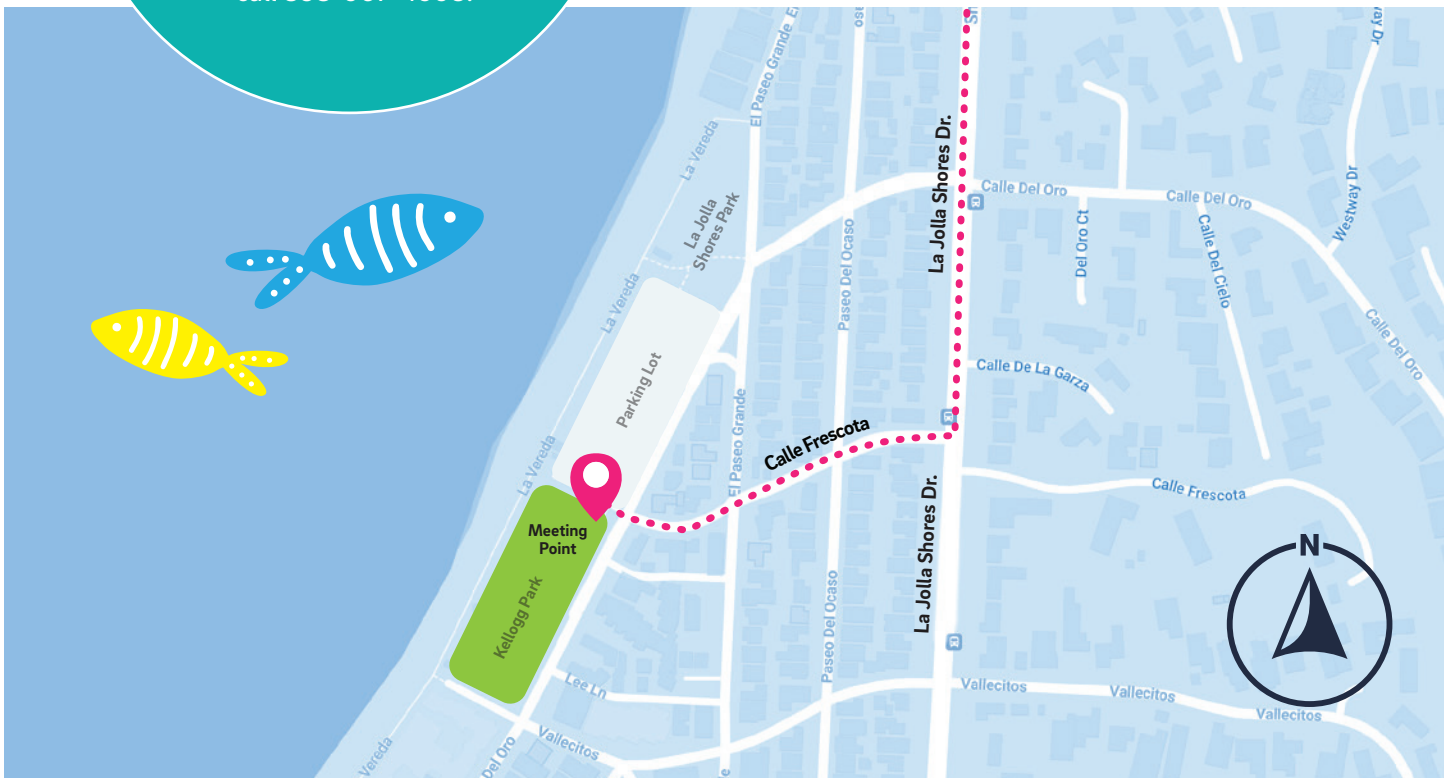 El Paseo Grande
La Jolla Shores Dr.
La Vereda
La Jolla
Shores Park
Calle Del Oro
Calle Del Oro
Westway Dr
Del Oro Ct
Calle Del Cielo
Paseo Del Ocaso
La Vereda
Calle Del Oro
Calle De La Garza
Parking Lot
El Paseo Grande
Calle Frescota
La Vereda
Meeting
Point
Calle Frescota
La Jolla Shores Dr.
N
Kellogg Park
Paseo Del Ocaso
Lee Ln
Vallecitos
Vallecitos
Vallecitos
Vallecitos
Vereda
Del Oro